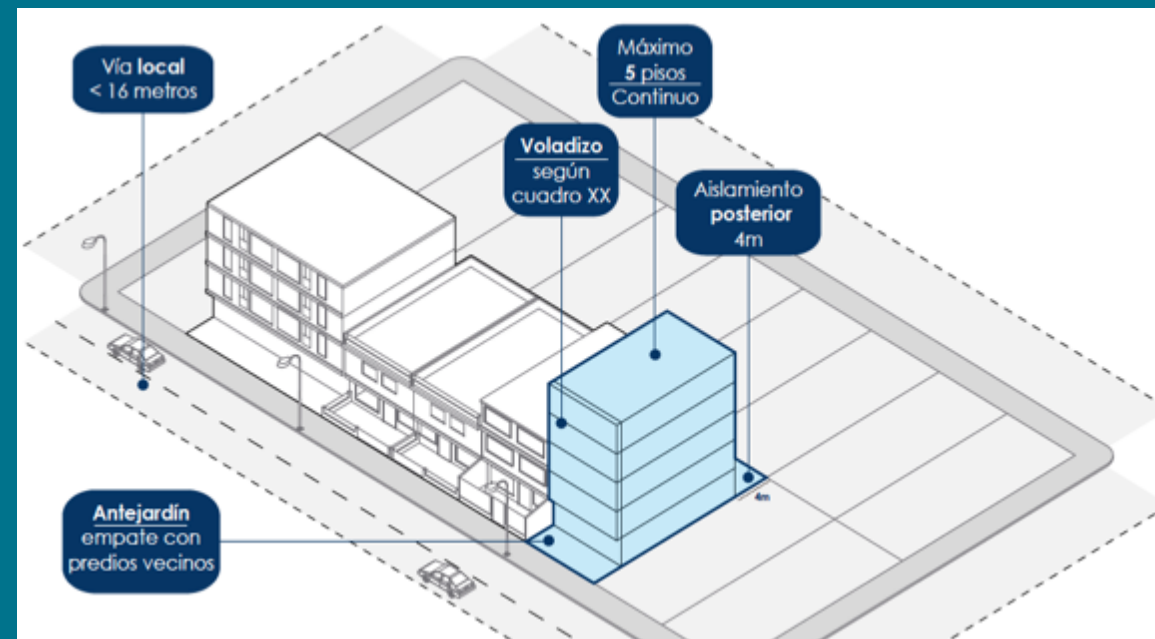 Vía local
< 16 metros
Máximo
5 pisos
Continuo
Voladizo
según
cuadro XX
Aislamiento
posterior
4m
4m
Antejardín
empate con
predios vecinos